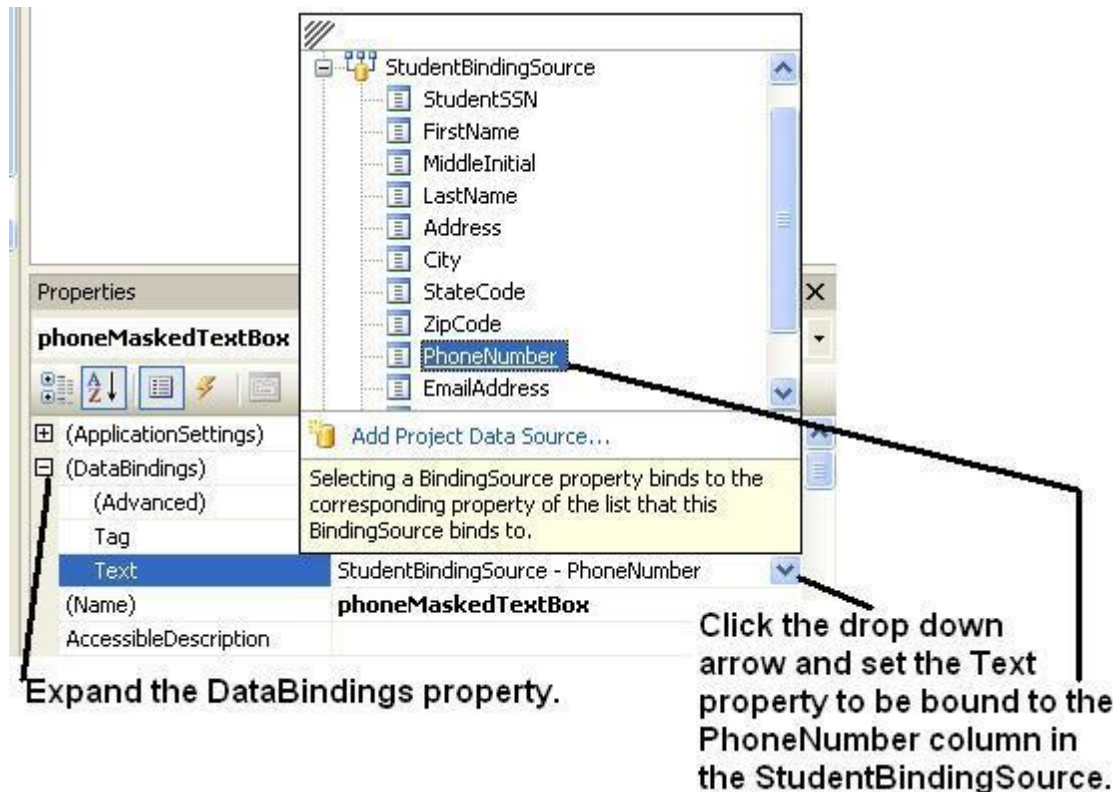 StudentBindingSource
StudentSSN
FirstName
MiddleInitial
LastName
Address
City
StateCode
ZipCode
PhoneNumber
EmailAddress
Add Project Data Source...
Selecting a BindingSource property binds to the
corresponding property of the list that this
BindingSource binds to.
Properties
phoneMaskedTextBox
(ApplicationSettings)
(DataBindings)
(Advanced)
Tag
Text StudentBindingSource - PhoneNumber
(Name) phoneMaskedTextBox
AccessibleDescription
Expand the DataBindings property.
Click the drop down
arrow and set the Text
property to be bound to the
PhoneNumber column in
the StudentBindingSource.